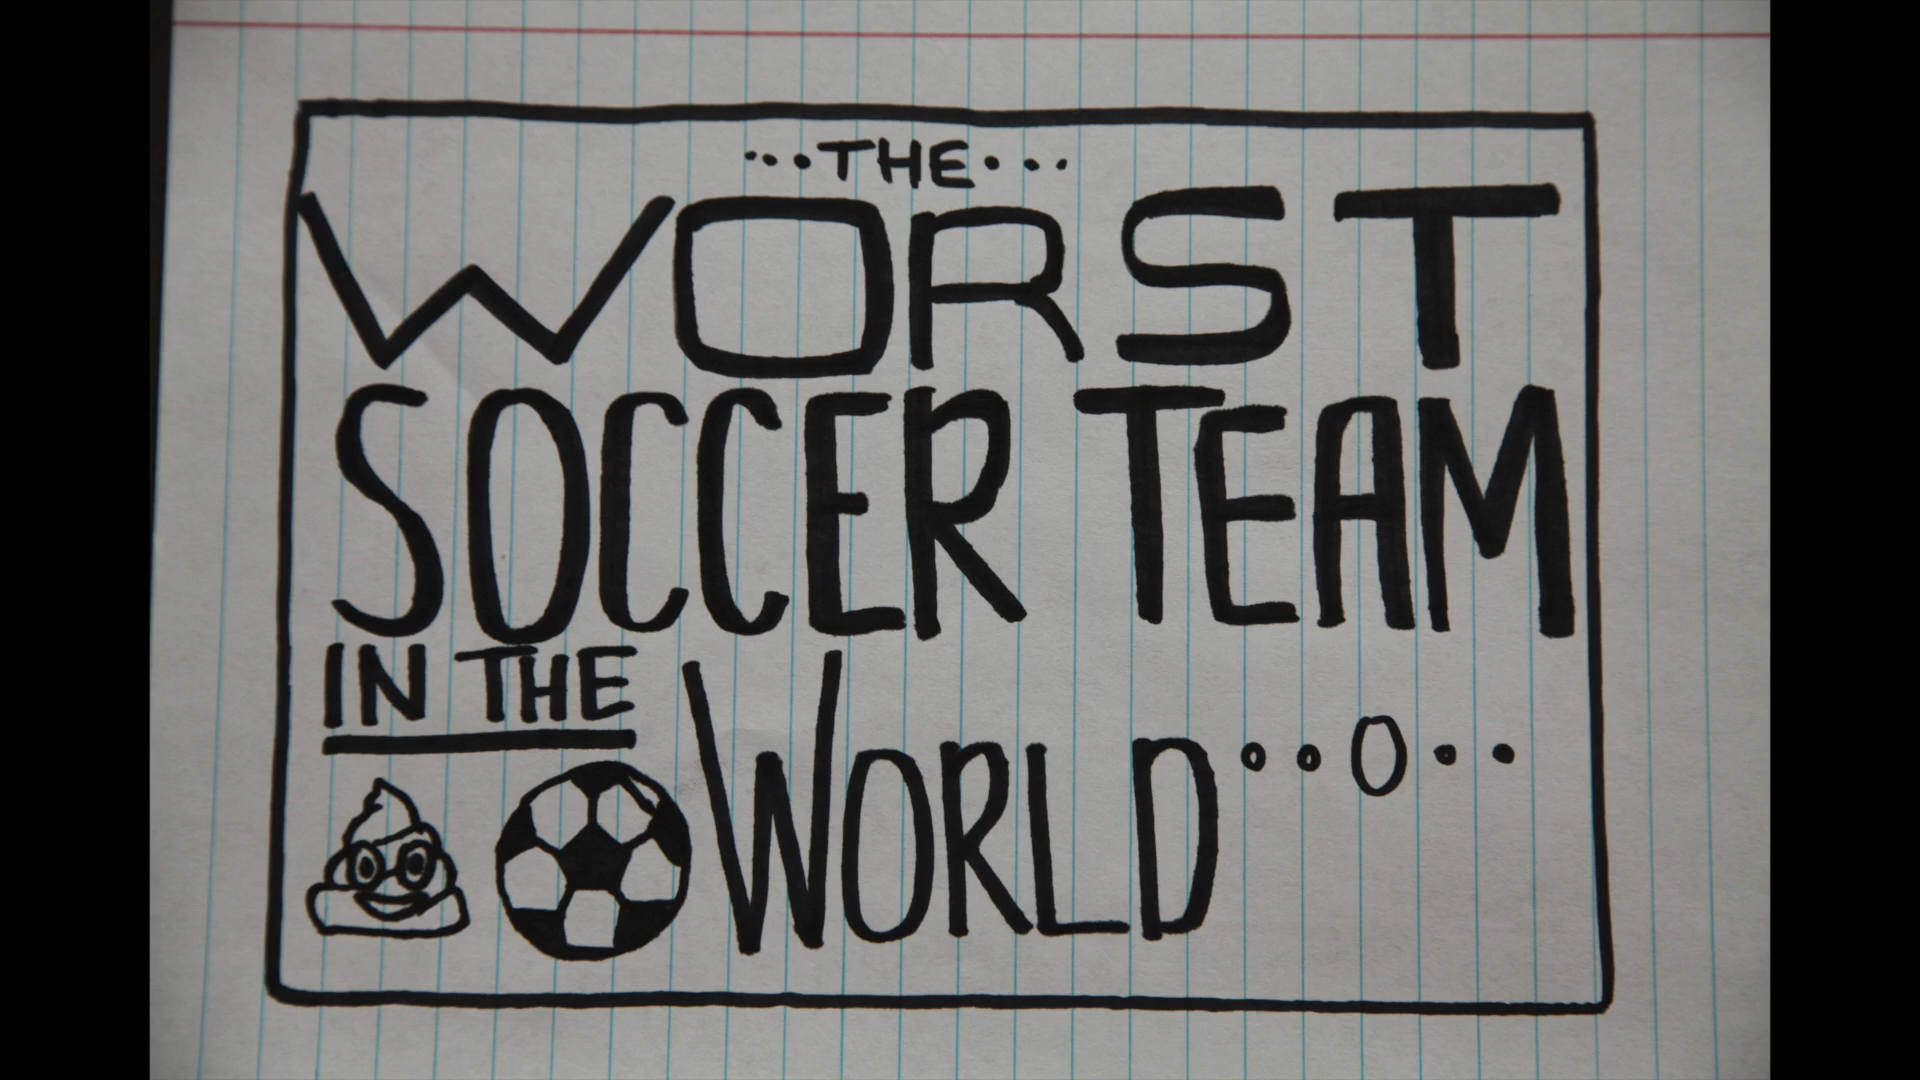 ...THE...
WORST
SOCCER TEAM
IN THE
WORLD